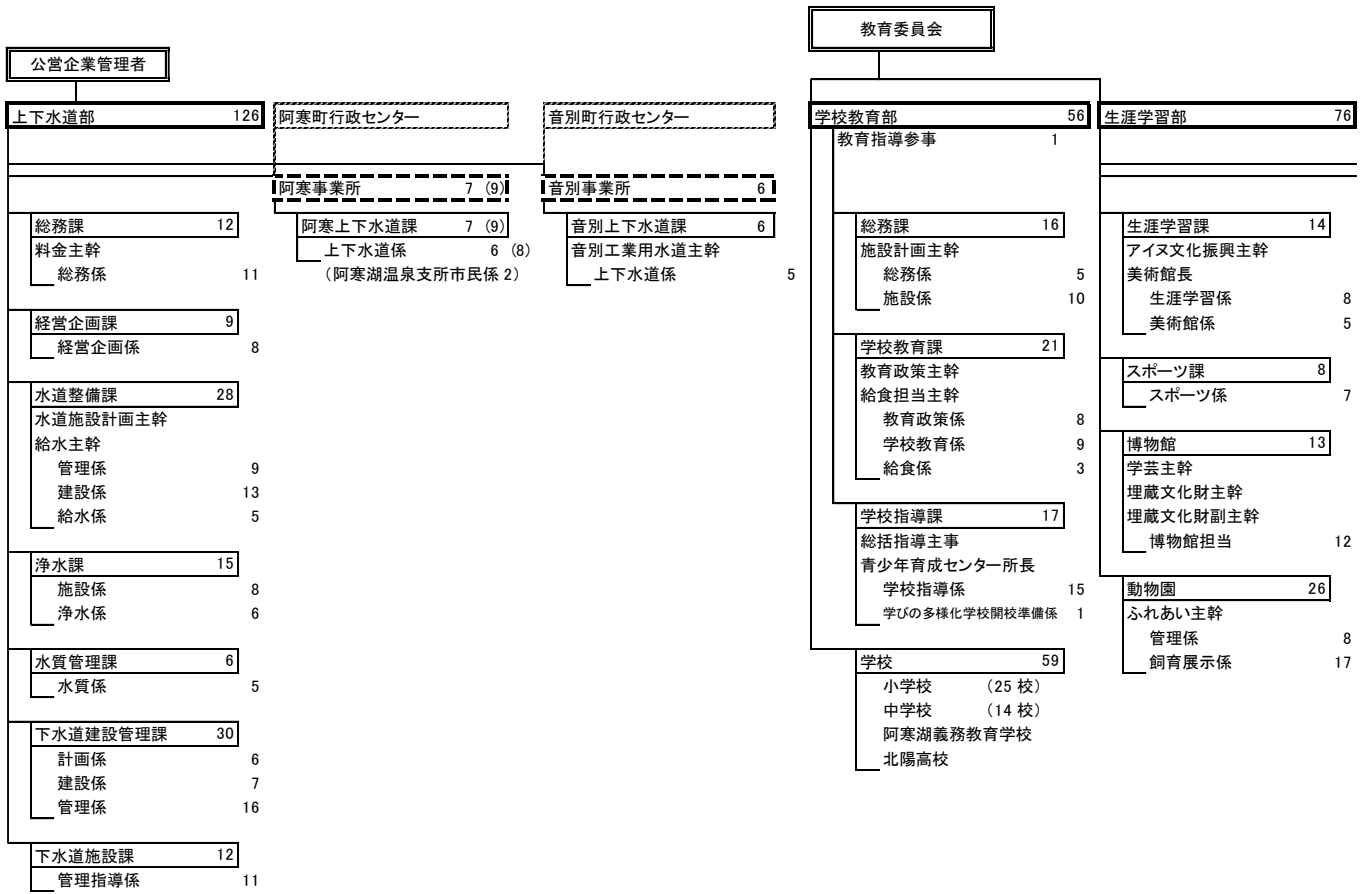 公営企業管理者
上下水道部 126
総務課 12
料金主幹
総務係 11
経営企画課 9
経営企画係 8
水道整備課 28
水道施設計画主幹
給水主幹
管理係 9
建設係 13
給水係 5
浄水課 15
施設係 8
浄水係 6
水質管理課 6
水質係 5
下水道建設管理課 30
計画係 6
建設係 7
管理係 16
下水道施設課 12
管理指導係 11
阿寒町行政センター
阿寒事業所 7 (9)
阿寒上下水道課 7 (9)
上下水道係 6 (8)
（阿寒湖温泉支所市民係 2）
音別町行政センター
音別事業所 6
音別上下水道課 6
音別工業用水道主幹
上下水道係 5
教育委員会
学校教育部 56
教育指導参事 1
総務課 16
施設計画主幹
総務係 5
施設係 10
学校教育課 21
教育政策主幹
給食担当主幹
教育政策係 8
学校教育係 9
給食係 3
学校指導課 17
総括指導主事
青少年育成センター所長
学校指導係 15
学びの多様化学校開校準備係 1
学校 59
小学校 （25 校）
中学校 （14 校）
阿寒湖義務教育学校
北陽高校
生涯学習部 76
生涯学習課 14
アイヌ文化振興主幹
美術館長
生涯学習係 8
美術館係 5
スポーツ課 8
スポーツ係 7
博物館 13
学芸主幹
埋蔵文化財主幹
埋蔵文化財副主幹
博物館担当 12
動物園 26
ふれあい主幹
管理係 8
飼育展示係 17